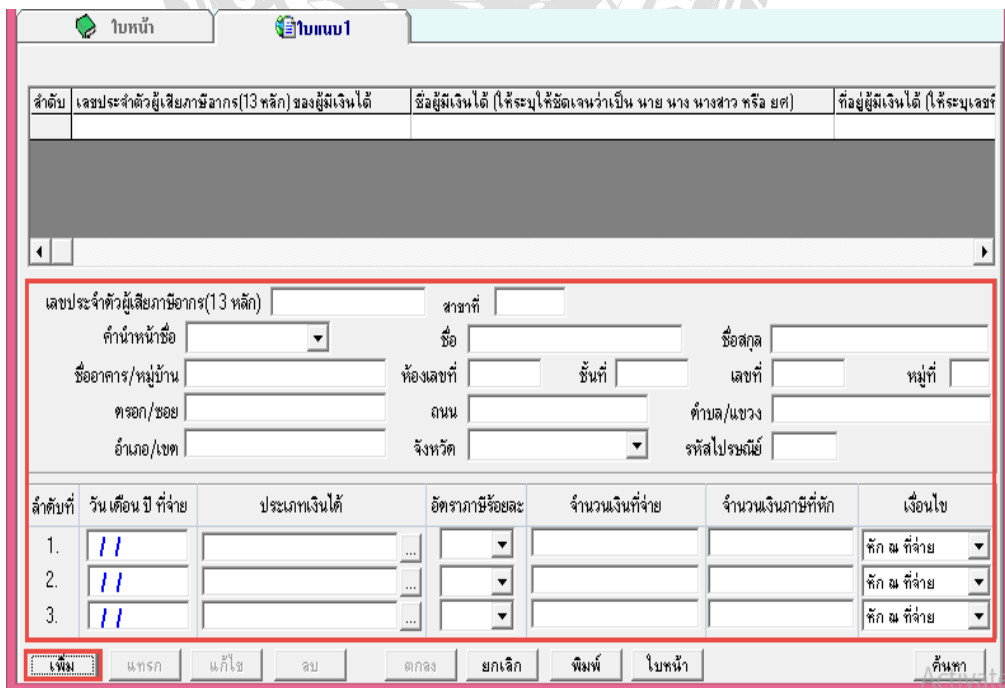 ใบหน้า ใบแนบ1
ลำดับ เลขประจำตัวผู้เสียภาษีอากร(13 หลัก) ของผู้มีเงินได้ ชื่อผู้มีเงินได้ (ให้ระบุให้ชัดเจนว่าเป็น นาย นาง นางสาว หรือ ยศ) ที่อยู่ผู้มีเงินได้ (ให้ระบุเลขที่
เลขประจำตัวผู้เสียภาษีอากร(13 หลัก) สาขาที่
คำนำหน้าชื่อ ชื่อ ชื่อสกุล
ชื่ออาคาร/หมู่บ้าน ห้องเลขที่ ชั้นที่ เลขที่ หมู่ที่
ตรอก/ซอย ถนน ตำบล/แขวง
อำเภอ/เขต จังหวัด รหัสไปรษณีย์
ลำดับที่ วัน เดือน ปี ที่จ่าย ประเภทเงินได้ อัตราภาษีร้อยละ จำนวนเงินที่จ่าย จำนวนเงินภาษีที่หัก เงื่อนไข
1. / / ... หัก ณ ที่จ่าย
2. / / ... หัก ณ ที่จ่าย
3. / / ... หัก ณ ที่จ่าย
เพิ่ม แทรก แก้ไข ลบ ตกลง ยกเลิก พิมพ์ ใบหน้า ค้นหา
Activate